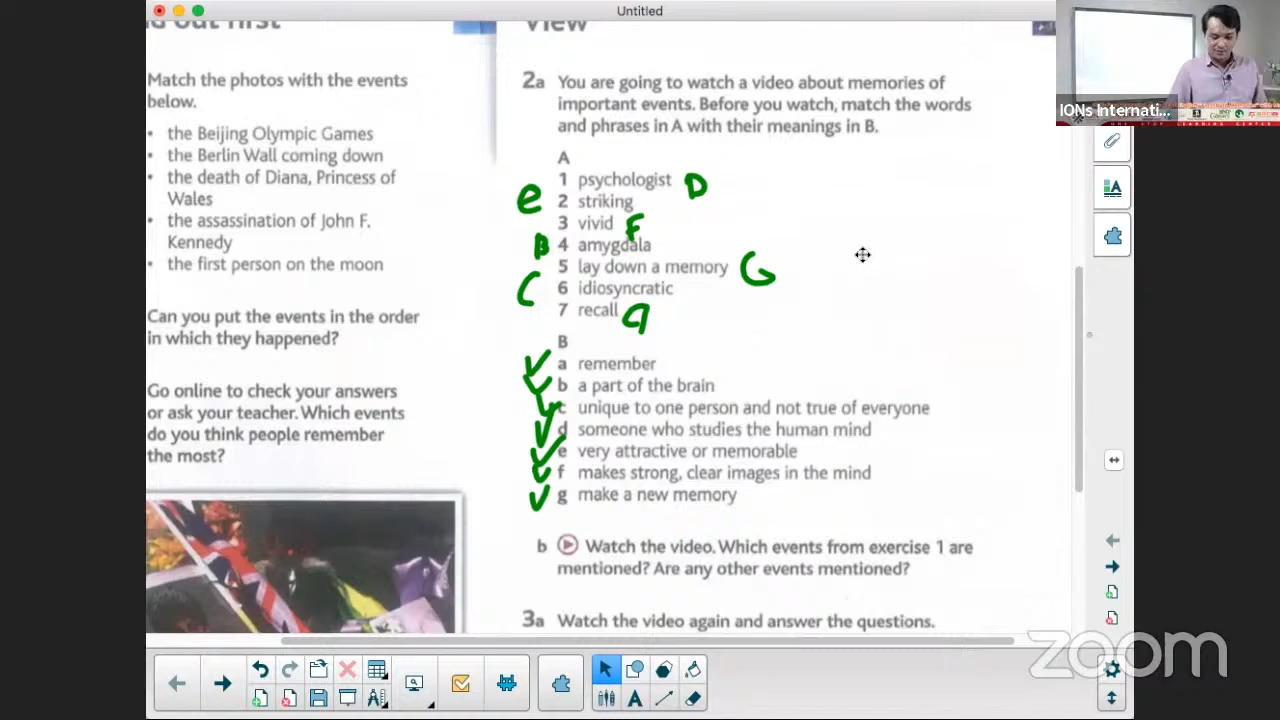 Untitled
d out first
View
Match the photos with the events
below.
• the Beijing Olympic Games
• the Berlin Wall coming down
• the death of Diana, Princess of
Wales
• the assassination of John F.
Kennedy
• the first person on the moon
Can you put the events in the order
in which they happened?
Go online to check your answers
or ask your teacher. Which events
do you think people remember
the most?
2a You are going to watch a video about memories of
important events. Before you watch, match the words
and phrases in A with their meanings in B.
A
1 psychologist D
e 2 striking
3 vivid F
B 4 amygdala
5 lay down a memory G
C 6 idiosyncratic
7 recall a
B
a remember
b a part of the brain
c unique to one person and not true of everyone
d someone who studies the human mind
e very attractive or memorable
f makes strong, clear images in the mind
g make a new memory
b Watch the video. Which events from exercise 1 are
mentioned? Are any other events mentioned?
3a Watch the video again and answer the questions.
IONs Internati...
zoom